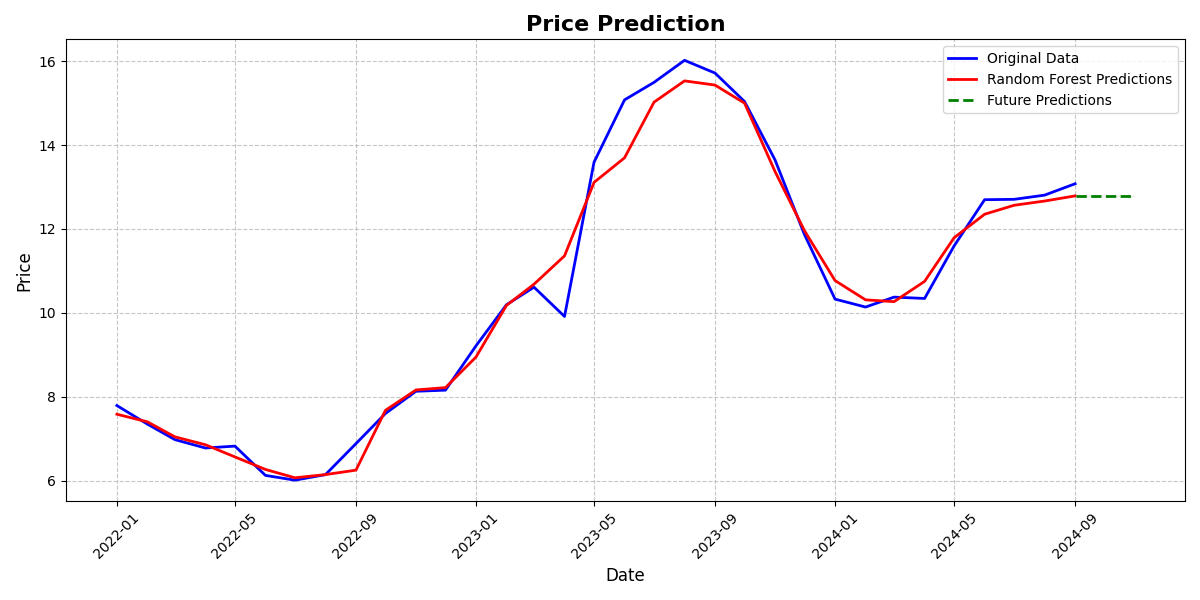 Price Prediction
Original Data
Random Forest Predictions
Future Predictions
Price
16
14
12
10
8
6
2022-01
2022-05
2022-09
2023-01
2023-05
2023-09
2024-01
2024-05
2024-09
Date